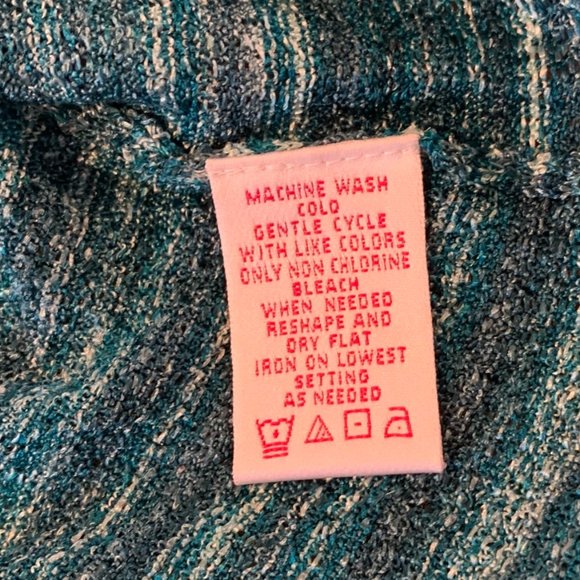 MACHINE WASH
COLD
GENTLE CYCLE
WITH LIKE COLORS
ONLY NON CHLORINE
BLEACH
WHEN NEEDED
RESHAPE AND
DRY FLAT
IRON ON LOWEST
SETTING
AS NEEDED